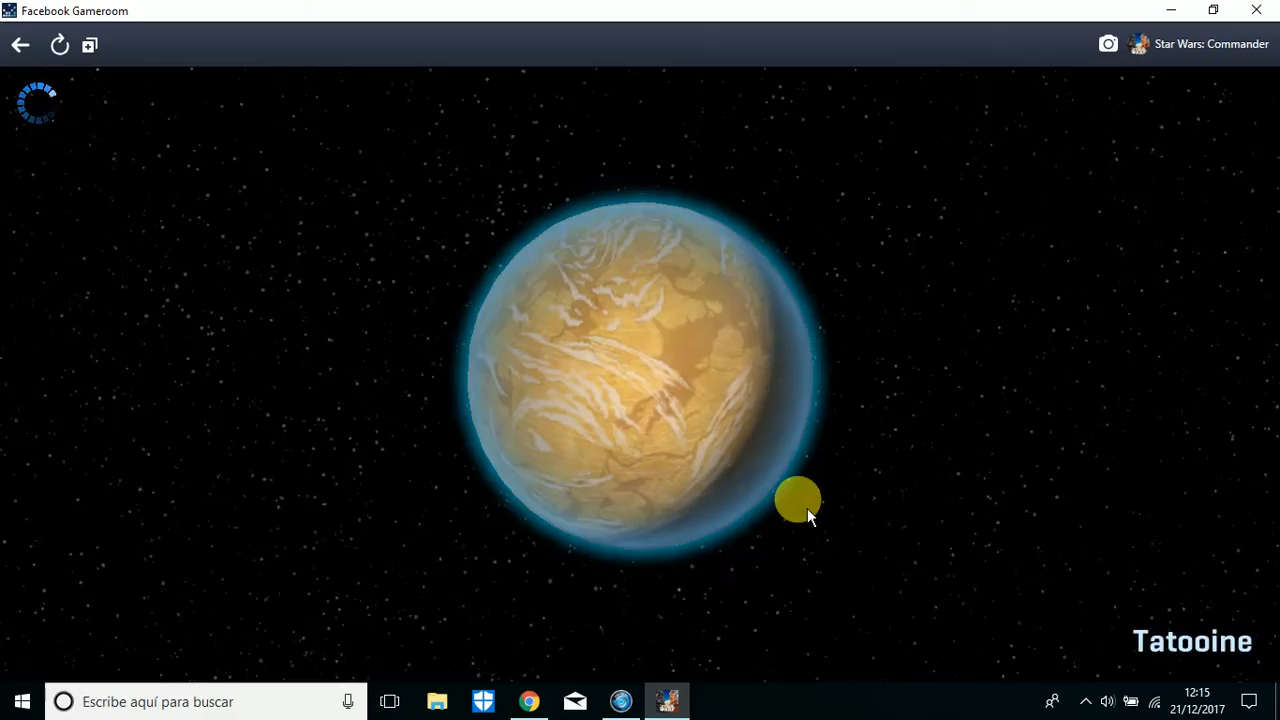 Facebook Gameroom
Star Wars: Commander
Tatooine
Escribe aquí para buscar
12:15
21/12/2017